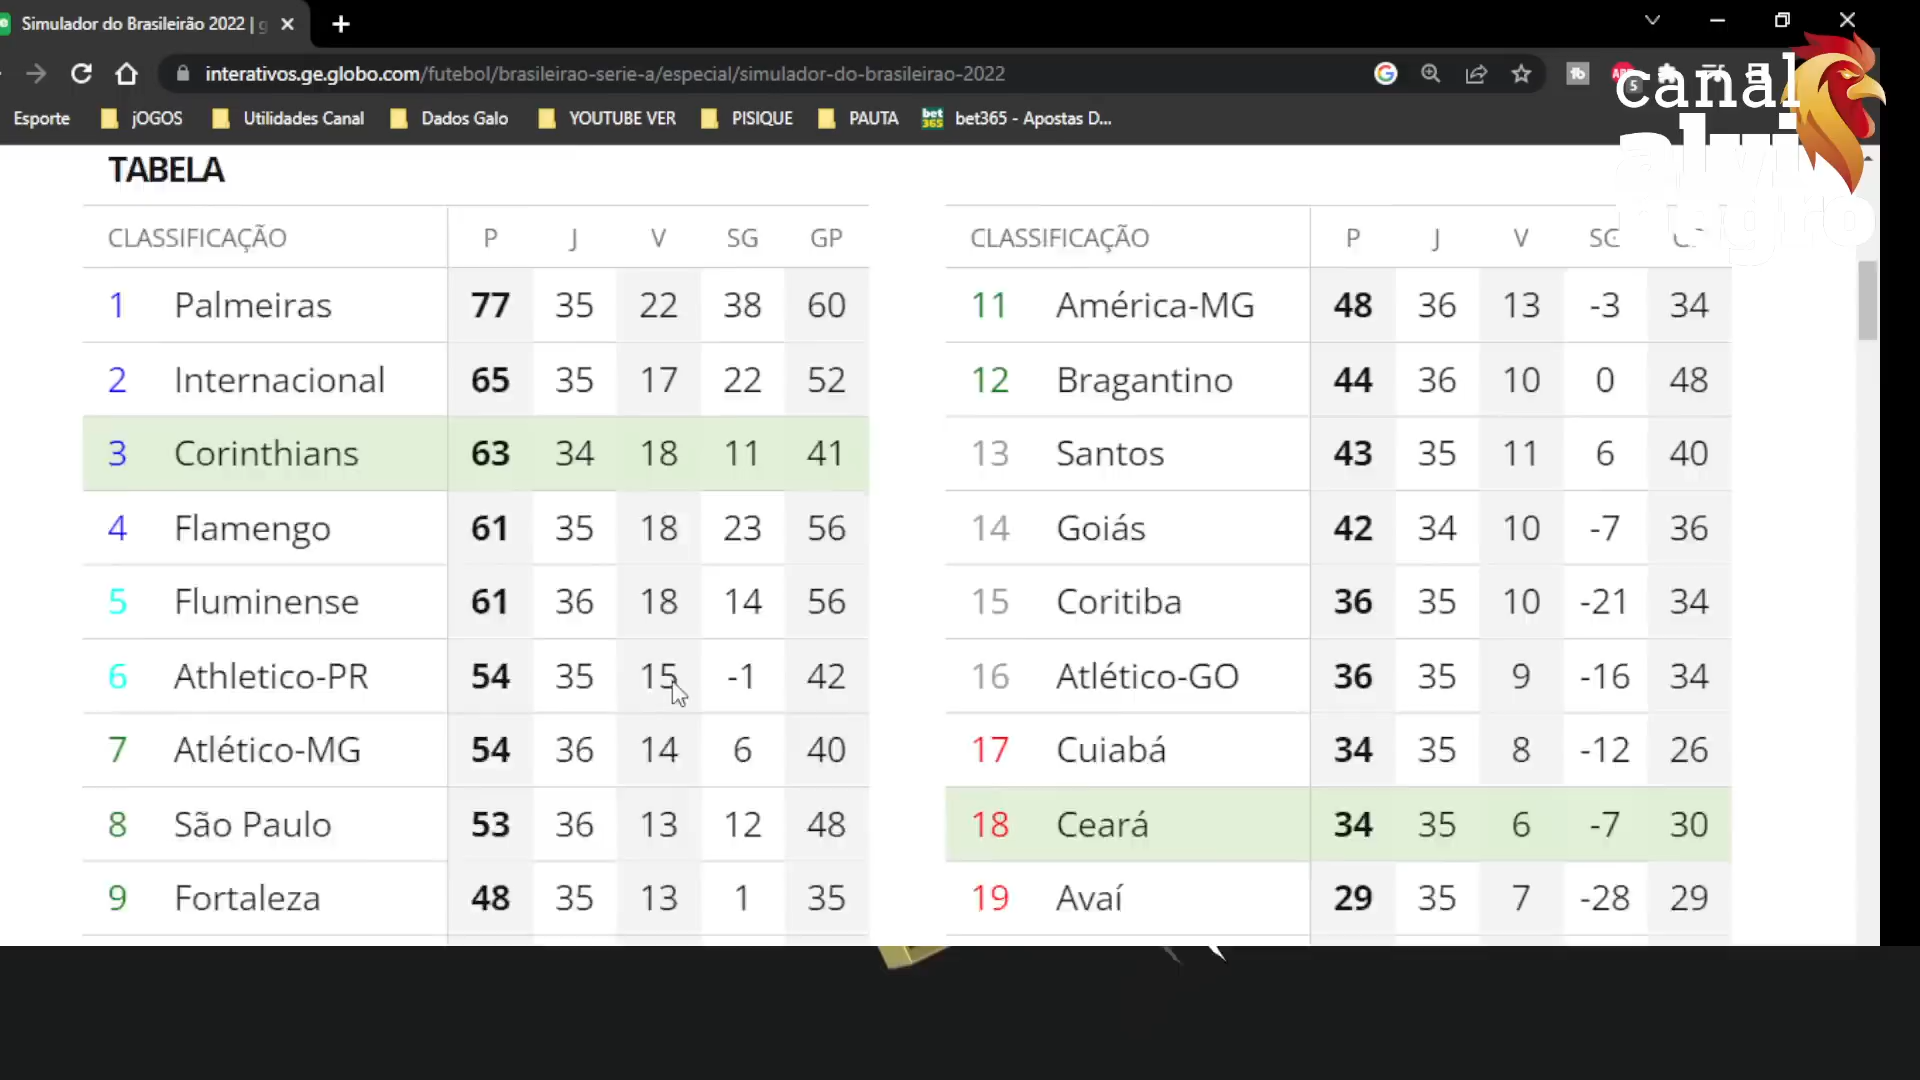 Simulador do Brasileirão 2022 | g
interativos.ge.globo.com/futebol/brasileirao-serie-a/especial/simulador-do-brasileirao-2022
Esporte jOGOS Utilidades Canal Dados Galo YOUTUBE VER PISIQUE PAUTA bet365 bet365 - Apostas D...
canal
alvi
negro
TABELA
CLASSIFICAÇÃO P J V SG GP
1 Palmeiras 77 35 22 38 60
2 Internacional 65 35 17 22 52
3 Corinthians 63 34 18 11 41
4 Flamengo 61 35 18 23 56
5 Fluminense 61 36 18 14 56
6 Athletico-PR 54 35 15 -1 42
7 Atlético-MG 54 36 14 6 40
8 São Paulo 53 36 13 12 48
9 Fortaleza 48 35 13 1 35
CLASSIFICAÇÃO P J V SG
11 América-MG 48 36 13 -3 34
12 Bragantino 44 36 10 0 48
13 Santos 43 35 11 6 40
14 Goiás 42 34 10 -7 36
15 Coritiba 36 35 10 -21 34
16 Atlético-GO 36 35 9 -16 34
17 Cuiabá 34 35 8 -12 26
18 Ceará 34 35 6 -7 30
19 Avaí 29 35 7 -28 29